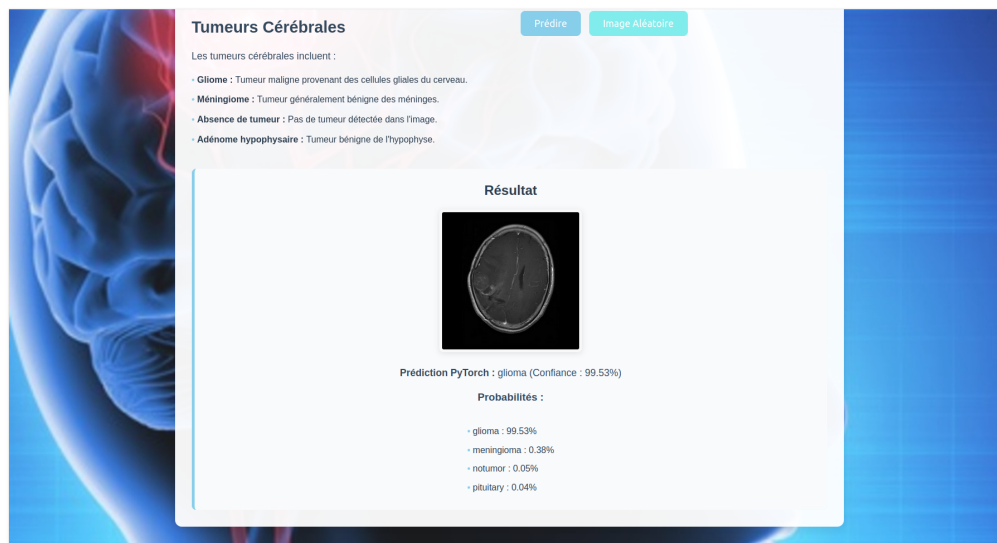 Tumeurs Cérébrales
Prédire
Image Aléatoire
Les tumeurs cérébrales incluent :
• Gliome : Tumeur maligne provenant des cellules gliales du cerveau.
• Méningiome : Tumeur généralement bénigne des méninges.
• Absence de tumeur : Pas de tumeur détectée dans l'image.
• Adénome hypophysaire : Tumeur bénigne de l'hypophyse.
Résultat
Prédiction PyTorch : glioma (Confiance : 99.53%)
Probabilités :
• glioma : 99.53%
• meningioma : 0.38%
• notumor : 0.05%
• pituitary : 0.04%